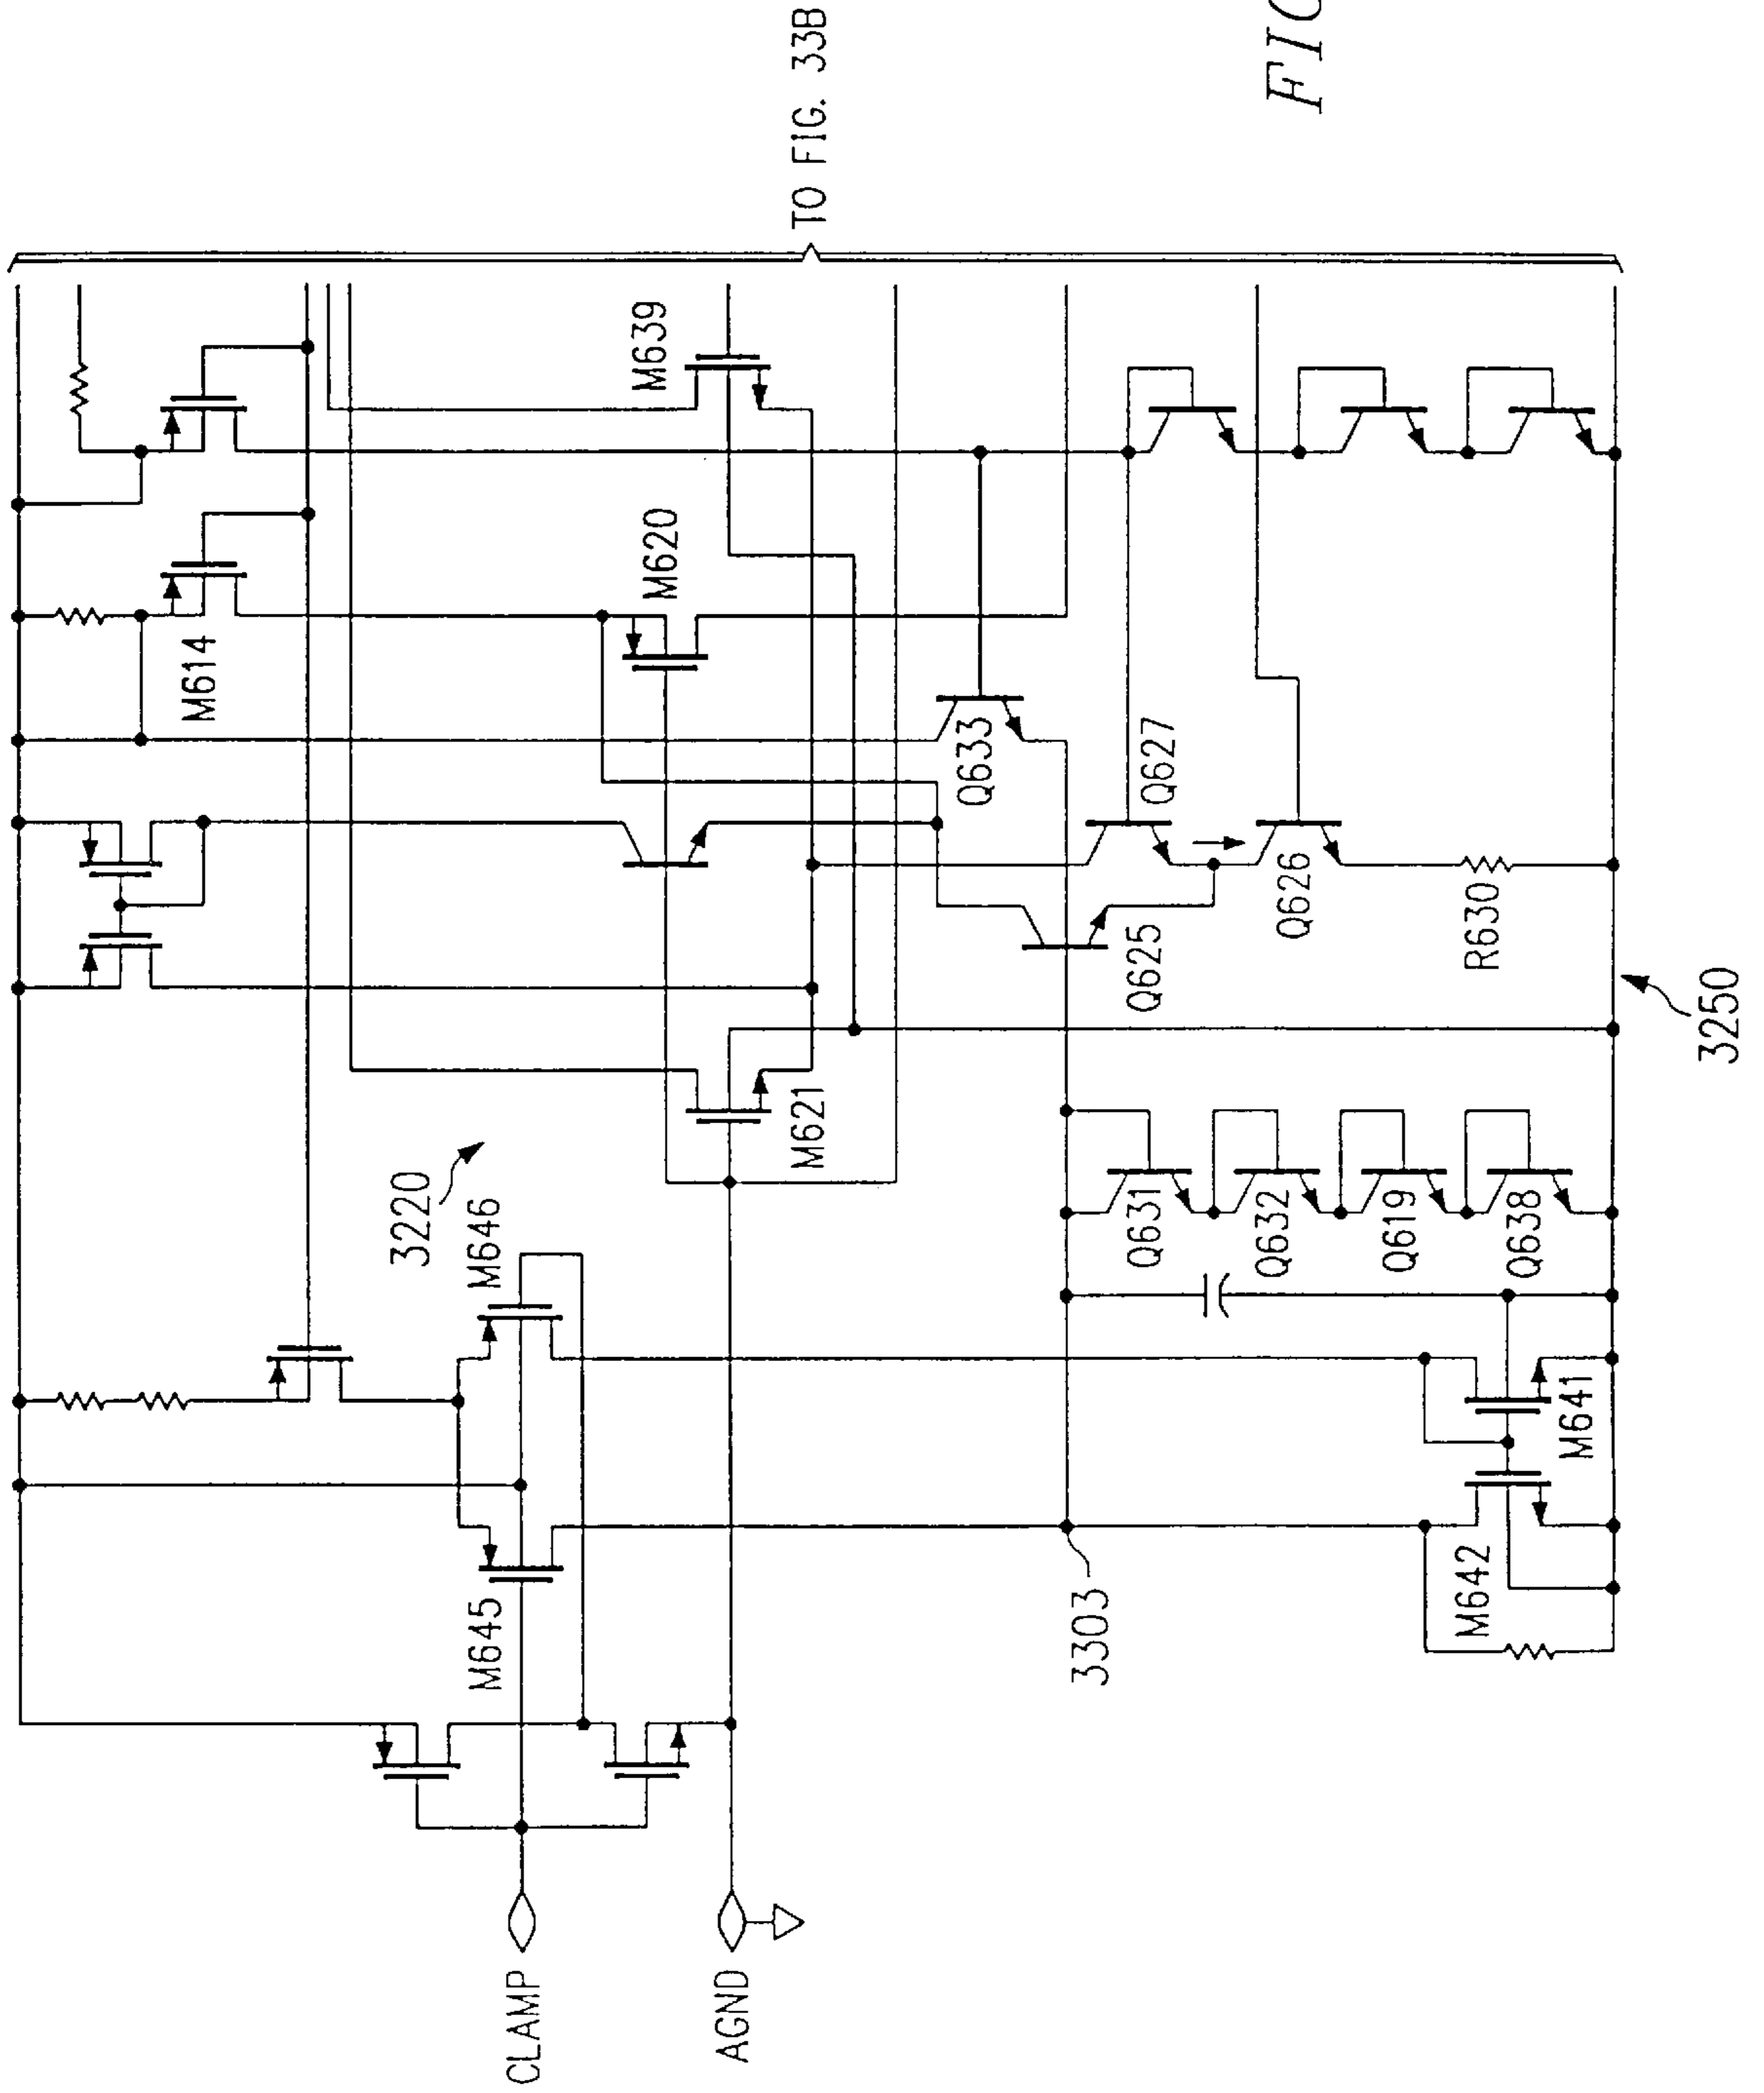 CLAMP
AGND
M645
M646
3220
M621
M614
M620
M639
TO FIG. 33B
3303
M642
M641
Q631
Q632
Q619
Q638
Q625
Q633
Q627
Q626
R630
3250
FIG